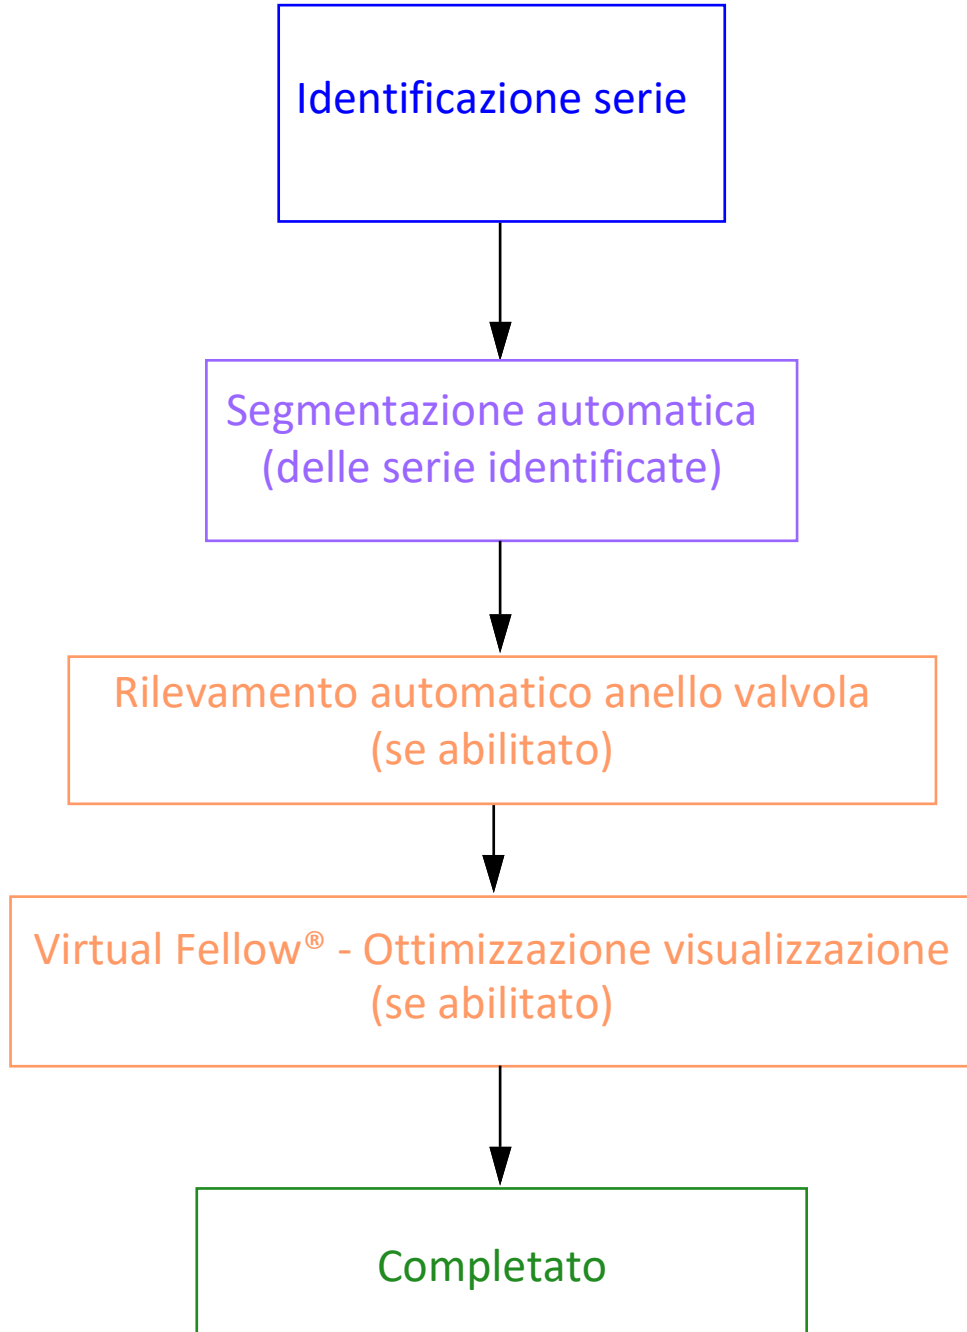 Identificazione serie
Segmentazione automatica
(delle serie identificate)
Rilevamento automatico anello valvola
(se abilitato)
Virtual Fellow® - Ottimizzazione visualizzazione
(se abilitato)
Completato